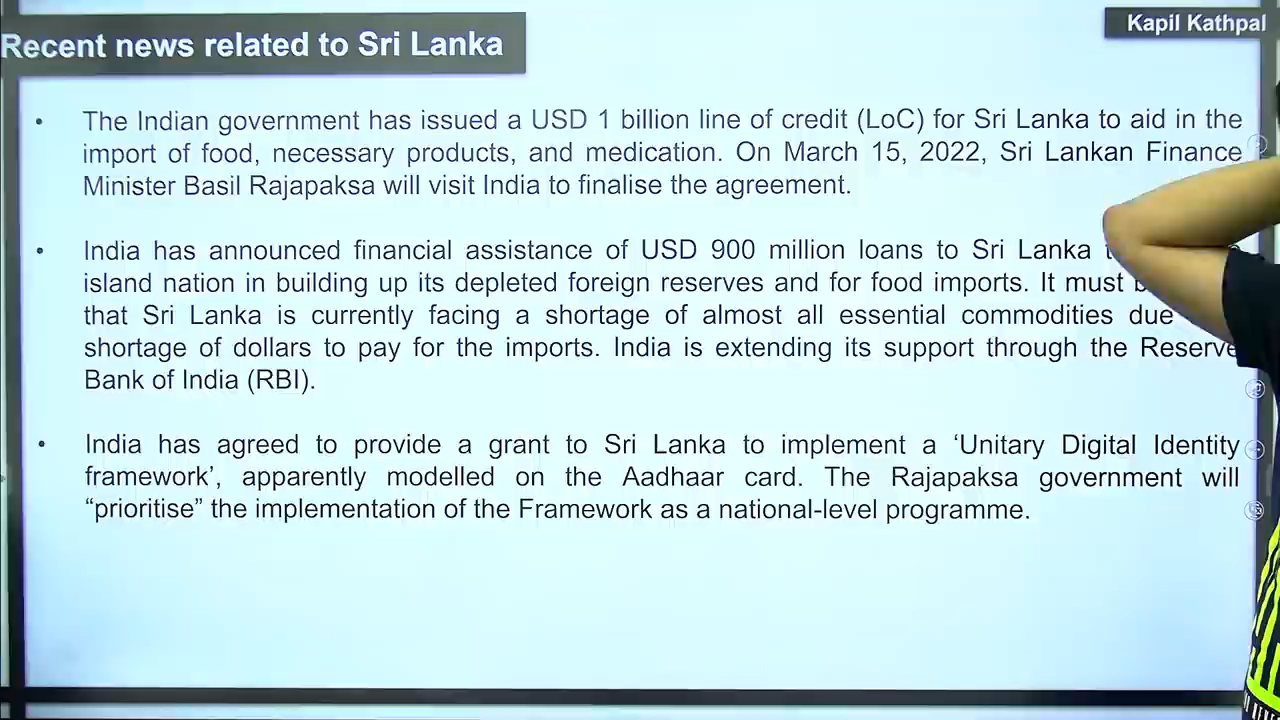 Recent news related to Sri Lanka
Kapil Kathpal
• The Indian government has issued a USD 1 billion line of credit (LoC) for Sri Lanka to aid in the
import of food, necessary products, and medication. On March 15, 2022, Sri Lankan Finance
Minister Basil Rajapaksa will visit India to finalise the agreement.
• India has announced financial assistance of USD 900 million loans to Sri Lanka
island nation in building up its depleted foreign reserves and for food imports. It must
that Sri Lanka is currently facing a shortage of almost all essential commodities due
shortage of dollars to pay for the imports. India is extending its support through the Reserve
Bank of India (RBI).
• India has agreed to provide a grant to Sri Lanka to implement a ‘Unitary Digital Identity
framework’, apparently modelled on the Aadhaar card. The Rajapaksa government will
“prioritise” the implementation of the Framework as a national-level programme.